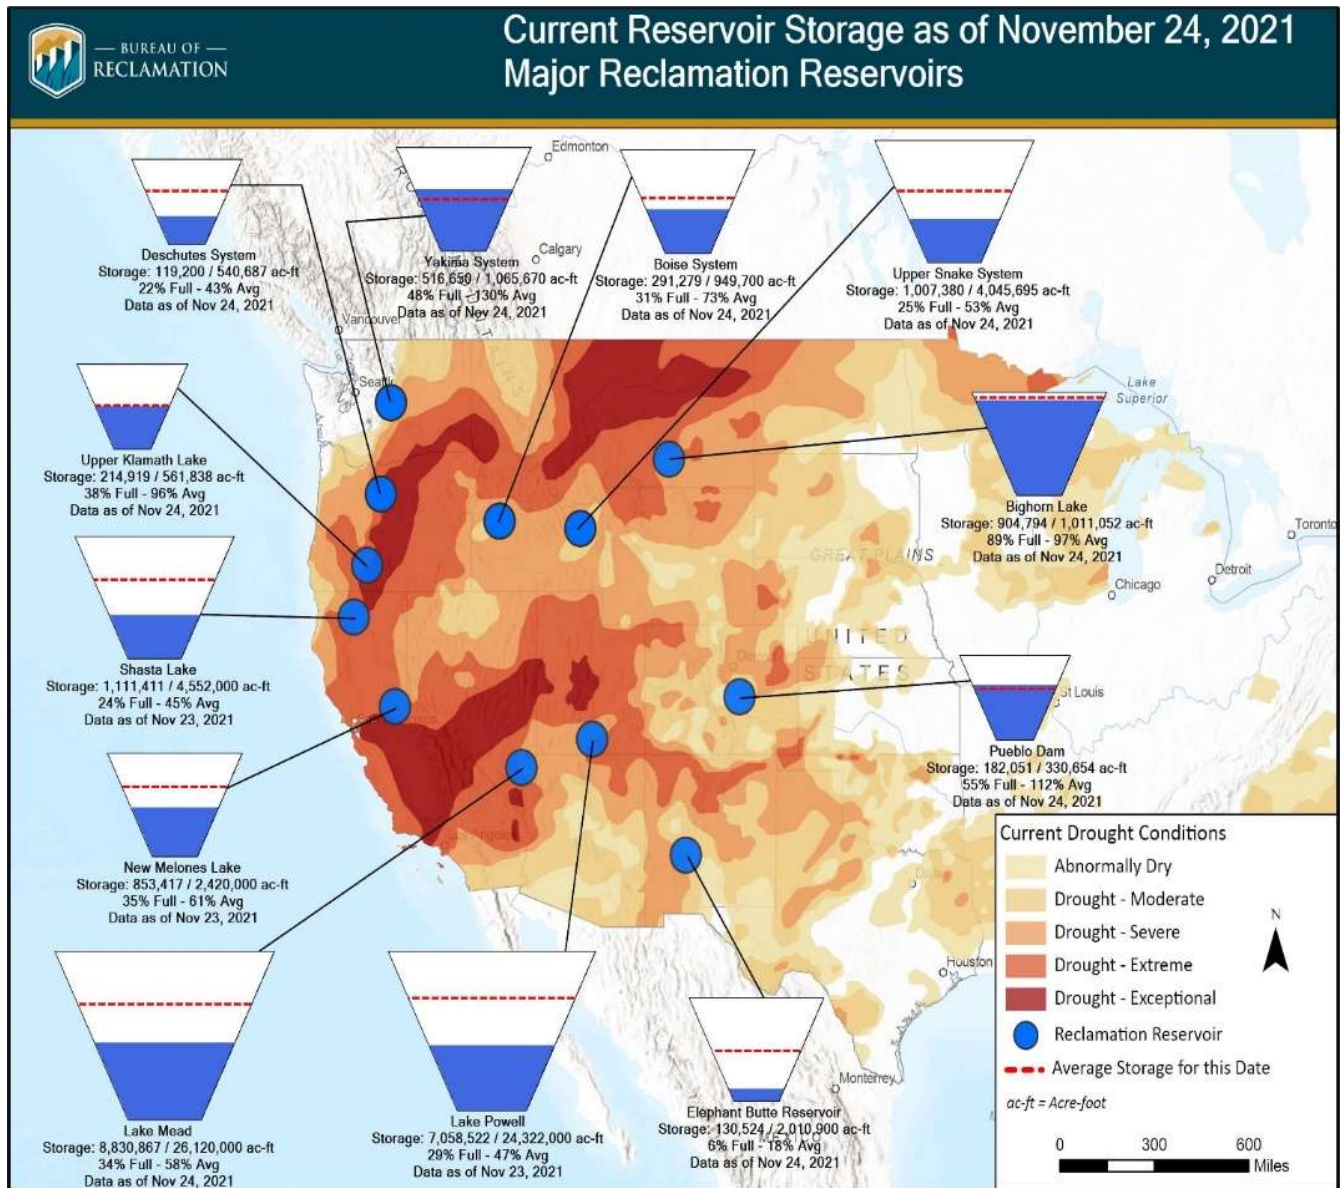 BUREAU OF
RECLAMATION
Current Reservoir Storage as of November 24, 2021
Major Reclamation Reservoirs
Edmonton
Calgary
Vancouver
Deschutes System
Storage: 119,200 / 540,687 ac-ft
22% Full - 43% Avg
Data as of Nov 24, 2021
Yakima System
Storage: 516,650 / 1,065,670 ac-ft
48% Full - 130% Avg
Data as of Nov 24, 2021
Boise System
Storage: 291,279 / 949,700 ac-ft
31% Full - 73% Avg
Data as of Nov 24, 2021
Upper Snake System
Storage: 1,007,380 / 4,045,695 ac-ft
25% Full - 53% Avg
Data as of Nov 24, 2021
Lake
Superior
Upper Klamath Lake
Storage: 214,919 / 561,838 ac-ft
38% Full - 96% Avg
Data as of Nov 24, 2021
Bighorn Lake
Storage: 904,794 / 1,011,052 ac-ft
89% Full - 97% Avg
Data as of Nov 24, 2021
Toronto
Detroit
Chicago
GREAT PLAINS
UNITED
STATES
St Louis
Shasta Lake
Storage: 1,111,411 / 4,552,000 ac-ft
24% Full - 45% Avg
Data as of Nov 23, 2021
Pueblo Dam
Storage: 182,051 / 330,654 ac-ft
55% Full - 112% Avg
Data as of Nov 24, 2021
New Melones Lake
Storage: 853,417 / 2,420,000 ac-ft
35% Full - 61% Avg
Data as of Nov 23, 2021
Houston
Monterrey
MEXICO
Lake Mead
Storage: 8,830,867 / 26,120,000 ac-ft
34% Full - 58% Avg
Data as of Nov 24, 2021
Lake Powell
Storage: 7,058,522 / 24,322,000 ac-ft
29% Full - 47% Avg
Data as of Nov 23, 2021
Elephant Butte Reservoir
Storage: 130,524 / 2,010,900 ac-ft
6% Full - 18% Avg
Data as of Nov 24, 2021
Current Drought Conditions
Abnormally Dry
Drought - Moderate
Drought - Severe
Drought - Extreme
Drought - Exceptional
Reclamation Reservoir
Average Storage for this Date
ac-ft = Acre-foot
N
0 300 600
Miles